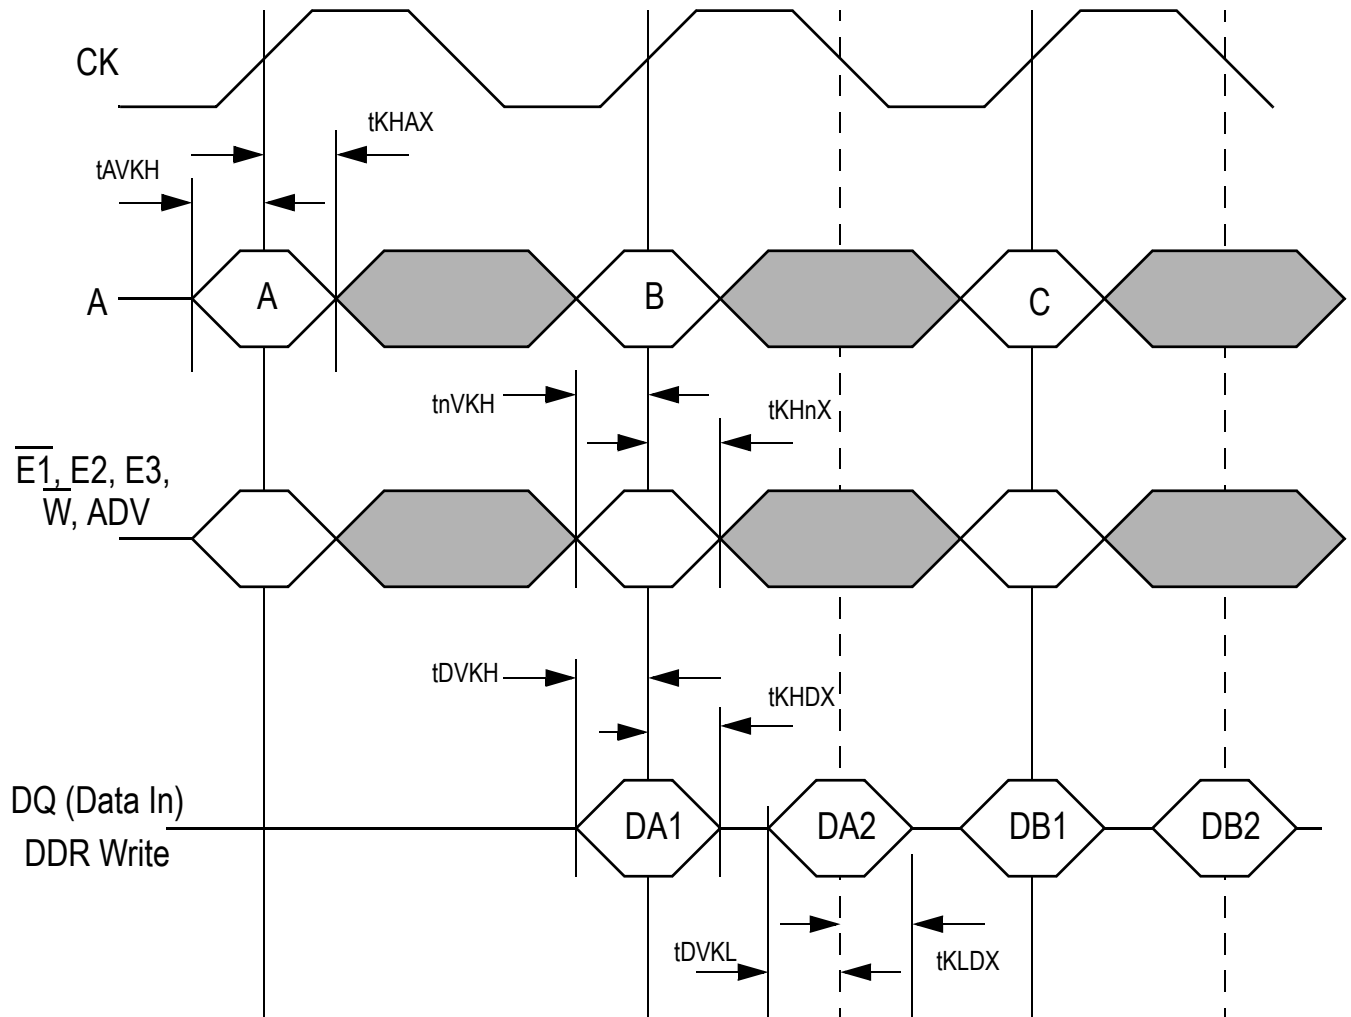 CK
tKHAX
tAVKH
A
A
B
C
tnVKH
tKHnX
E1, E2, E3,
W, ADV
tDVKH
tKHDX
DQ (Data In)
DDR Write
DA1
DA2
DB1
DB2
tDVKL
tKLDX